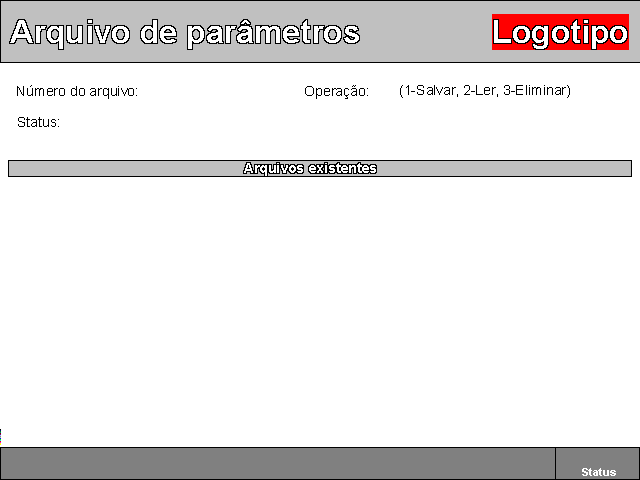 Arquivo de parâmetros Logotipo
Número do arquivo: Operação: (1-Salvar, 2-Ler, 3-Eliminar)
Status:
Arquivos existentes
Status